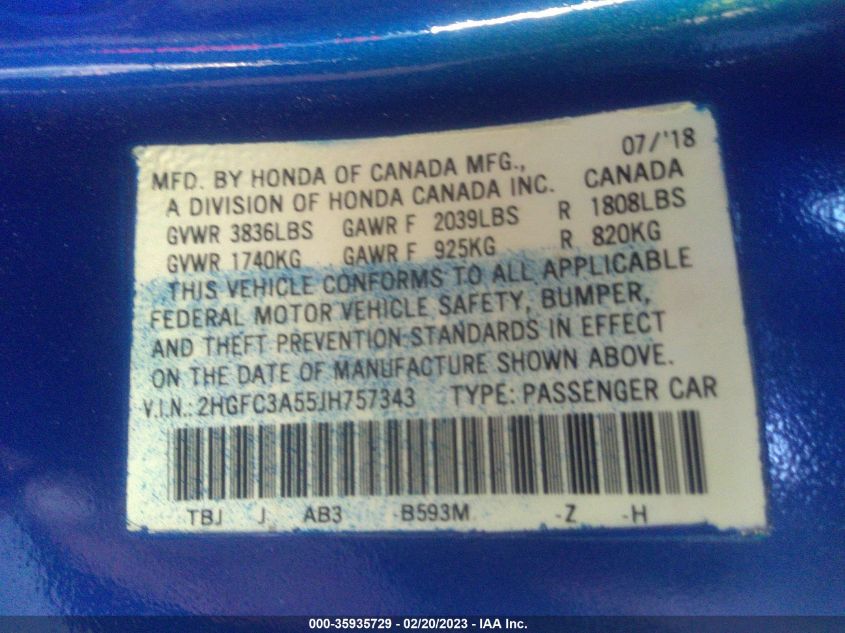 07/'18
MFD. BY HONDA OF CANADA MFG.,
A DIVISION OF HONDA CANADA INC. CANADA
GVWR 3836LBS GAWR F 2039LBS R 1808LBS
GVWR 1740KG GAWR F 925KG R 820KG
THIS VEHICLE CONFORMS TO ALL APPLICABLE
FEDERAL MOTOR VEHICLE SAFETY, BUMPER,
AND THEFT PREVENTION STANDARDS IN EFFECT
ON THE DATE OF MANUFACTURE SHOWN ABOVE.
V.I.N.: 2HGFC3A55JH757343 TYPE: PASSENGER CAR
TBJ J AB3 -B593M -Z -H
000-35935729 - 02/20/2023 - IAA Inc.